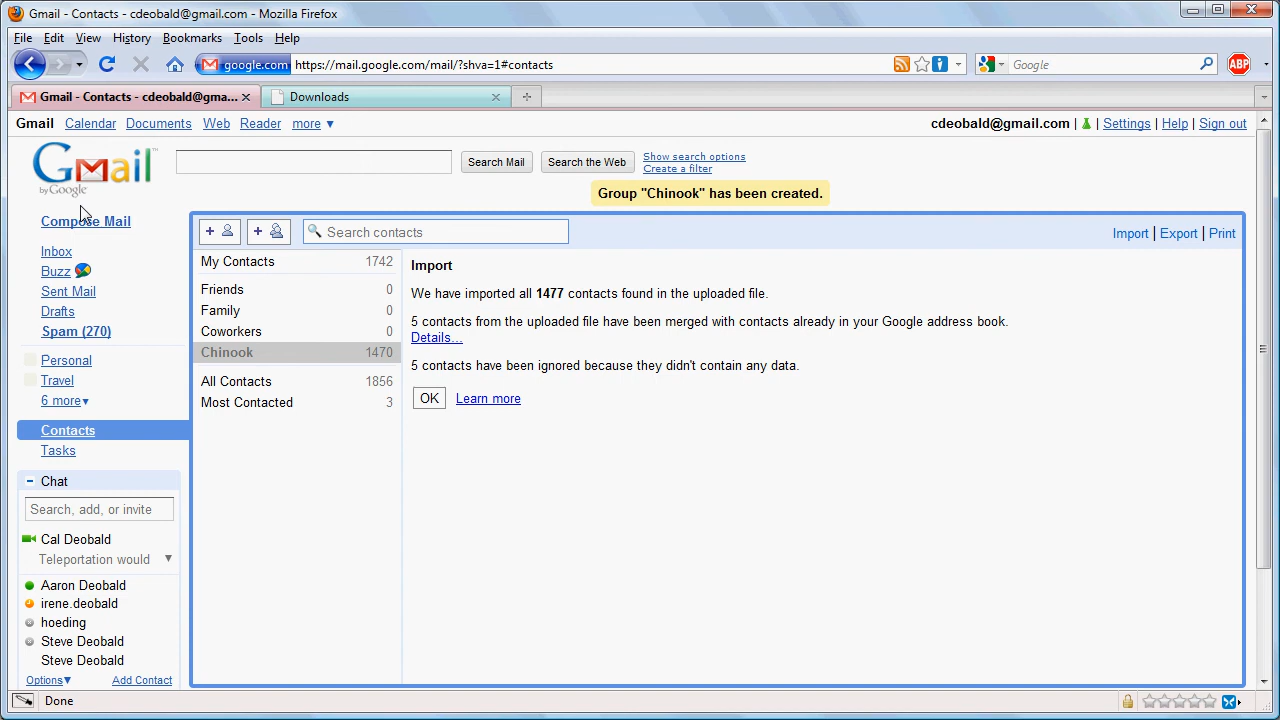 Gmail - Contacts - cdeobald@gmail.com - Mozilla Firefox
File Edit View History Bookmarks Tools Help
google.com https://mail.google.com/mail/?shva=1#contacts Google ABP
Gmail - Contacts - cdeobald@gma... Downloads
Gmail Calendar Documents Web Reader more ▼ cdeobald@gmail.com | Settings | Help | Sign out
Gmail
by Google
Search Mail Search the Web Show search options
Create a filter
Group "Chinook" has been created.
Compose Mail
Inbox
Buzz
Sent Mail
Drafts
Spam (270)
Personal
Travel
6 more▼
Contacts
Tasks
Chat
Search, add, or invite
Cal Deobald
Teleportation would ▼
Aaron Deobald
irene.deobald
hoeding
Steve Deobald
Steve Deobald
Options▼ Add Contact
+ + Search contacts Import | Export | Print
My Contacts 1742
Friends 0
Family 0
Coworkers 0
Chinook 1470
All Contacts 1856
Most Contacted 3
Import
We have imported all 1477 contacts found in the uploaded file.
5 contacts from the uploaded file have been merged with contacts already in your Google address book.
Details...
5 contacts have been ignored because they didn't contain any data.
OK Learn more
Done